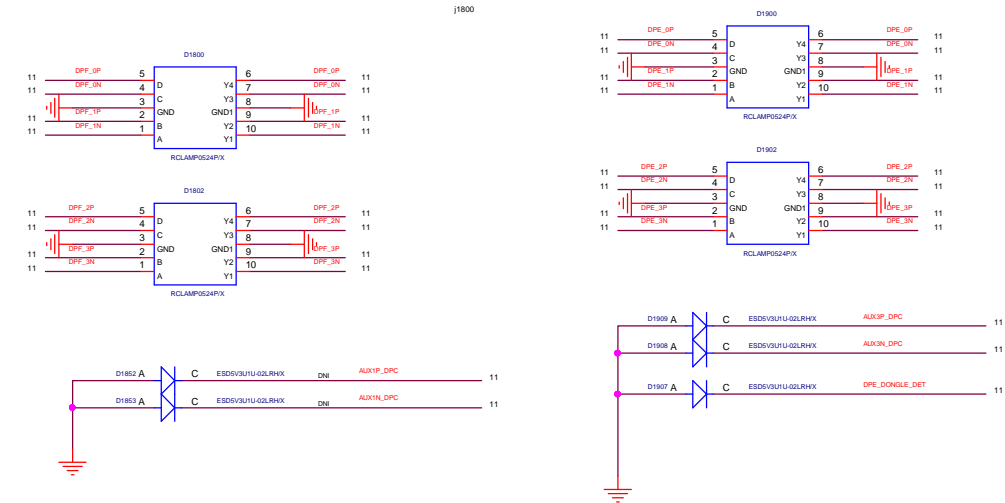 j1800
D1800
11 DPF_0P 5 D Y4 6 DPF_0P 11
11 DPF_0N 4 C Y3 7 DPF_0N 11
3 GND GND1 8
11 DPF_1P 2 B Y2 9 DPF_1P 11
11 DPF_1N 1 A Y1 10 DPF_1N 11
RCLAMP0524P/X
D1802
11 DPF_2P 5 D Y4 6 DPF_2P 11
11 DPF_2N 4 C Y3 7 DPF_2N 11
3 GND GND1 8
11 DPF_3P 2 B Y2 9 DPF_3P 11
11 DPF_3N 1 A Y1 10 DPF_3N 11
RCLAMP0524P/X
D1852 A C ESD5V3U1U-02LRH/X DNI AUX1P_DPC 11
D1853 A C ESD5V3U1U-02LRH/X DNI AUX1N_DPC
D1900
11 DPE_0P 5 D Y4 6 DPE_0P 11
11 DPE_0N 4 C Y3 7 DPE_0N 11
3 GND GND1 8
11 DPE_1P 2 B Y2 9 DPE_1P 11
11 DPE_1N 1 A Y1 10 DPE_1N 11
RCLAMP0524P/X
D1902
11 DPE_2P 5 D Y4 6 DPE_2P 11
11 DPE_2N 4 C Y3 7 DPE_2N 11
3 GND GND1 8
11 DPE_3P 2 B Y2 9 DPE_3P 11
11 DPE_3N 1 A Y1 10 DPE_3N 11
RCLAMP0524P/X
D1909 A C ESD5V3U1U-02LRH/X AUX3P_DPC 11
D1908 A C ESD5V3U1U-02LRH/X AUX3N_DPC 11
D1907 A C ESD5V3U1U-02LRH/X DPE_DONGLE_DET 11